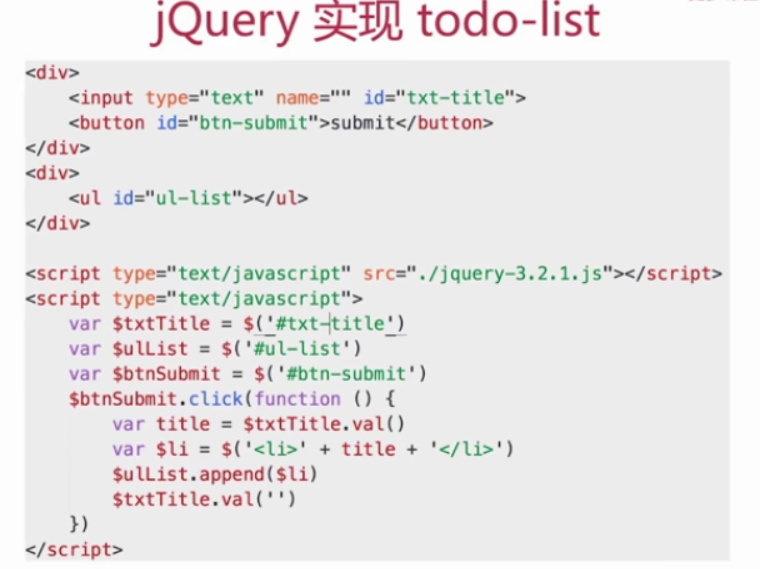 jQuery 实现 todo-list
<div>
    <input type="text" name="" id="txt-title">
    <button id="btn-submit">submit</button>
</div>
<div>
    <ul id="ul-list"></ul>
</div>

<script type="text/javascript" src="./jquery-3.2.1.js"></script>
<script type="text/javascript">
    var $txtTitle = $('#txt-title')
    var $ulList = $('#ul-list')
    var $btnSubmit = $('#btn-submit')
    $btnSubmit.click(function () {
        var title = $txtTitle.val()
        var $li = $('<li>' + title + '</li>')
        $ulList.append($li)
        $txtTitle.val('')
    })
</script>